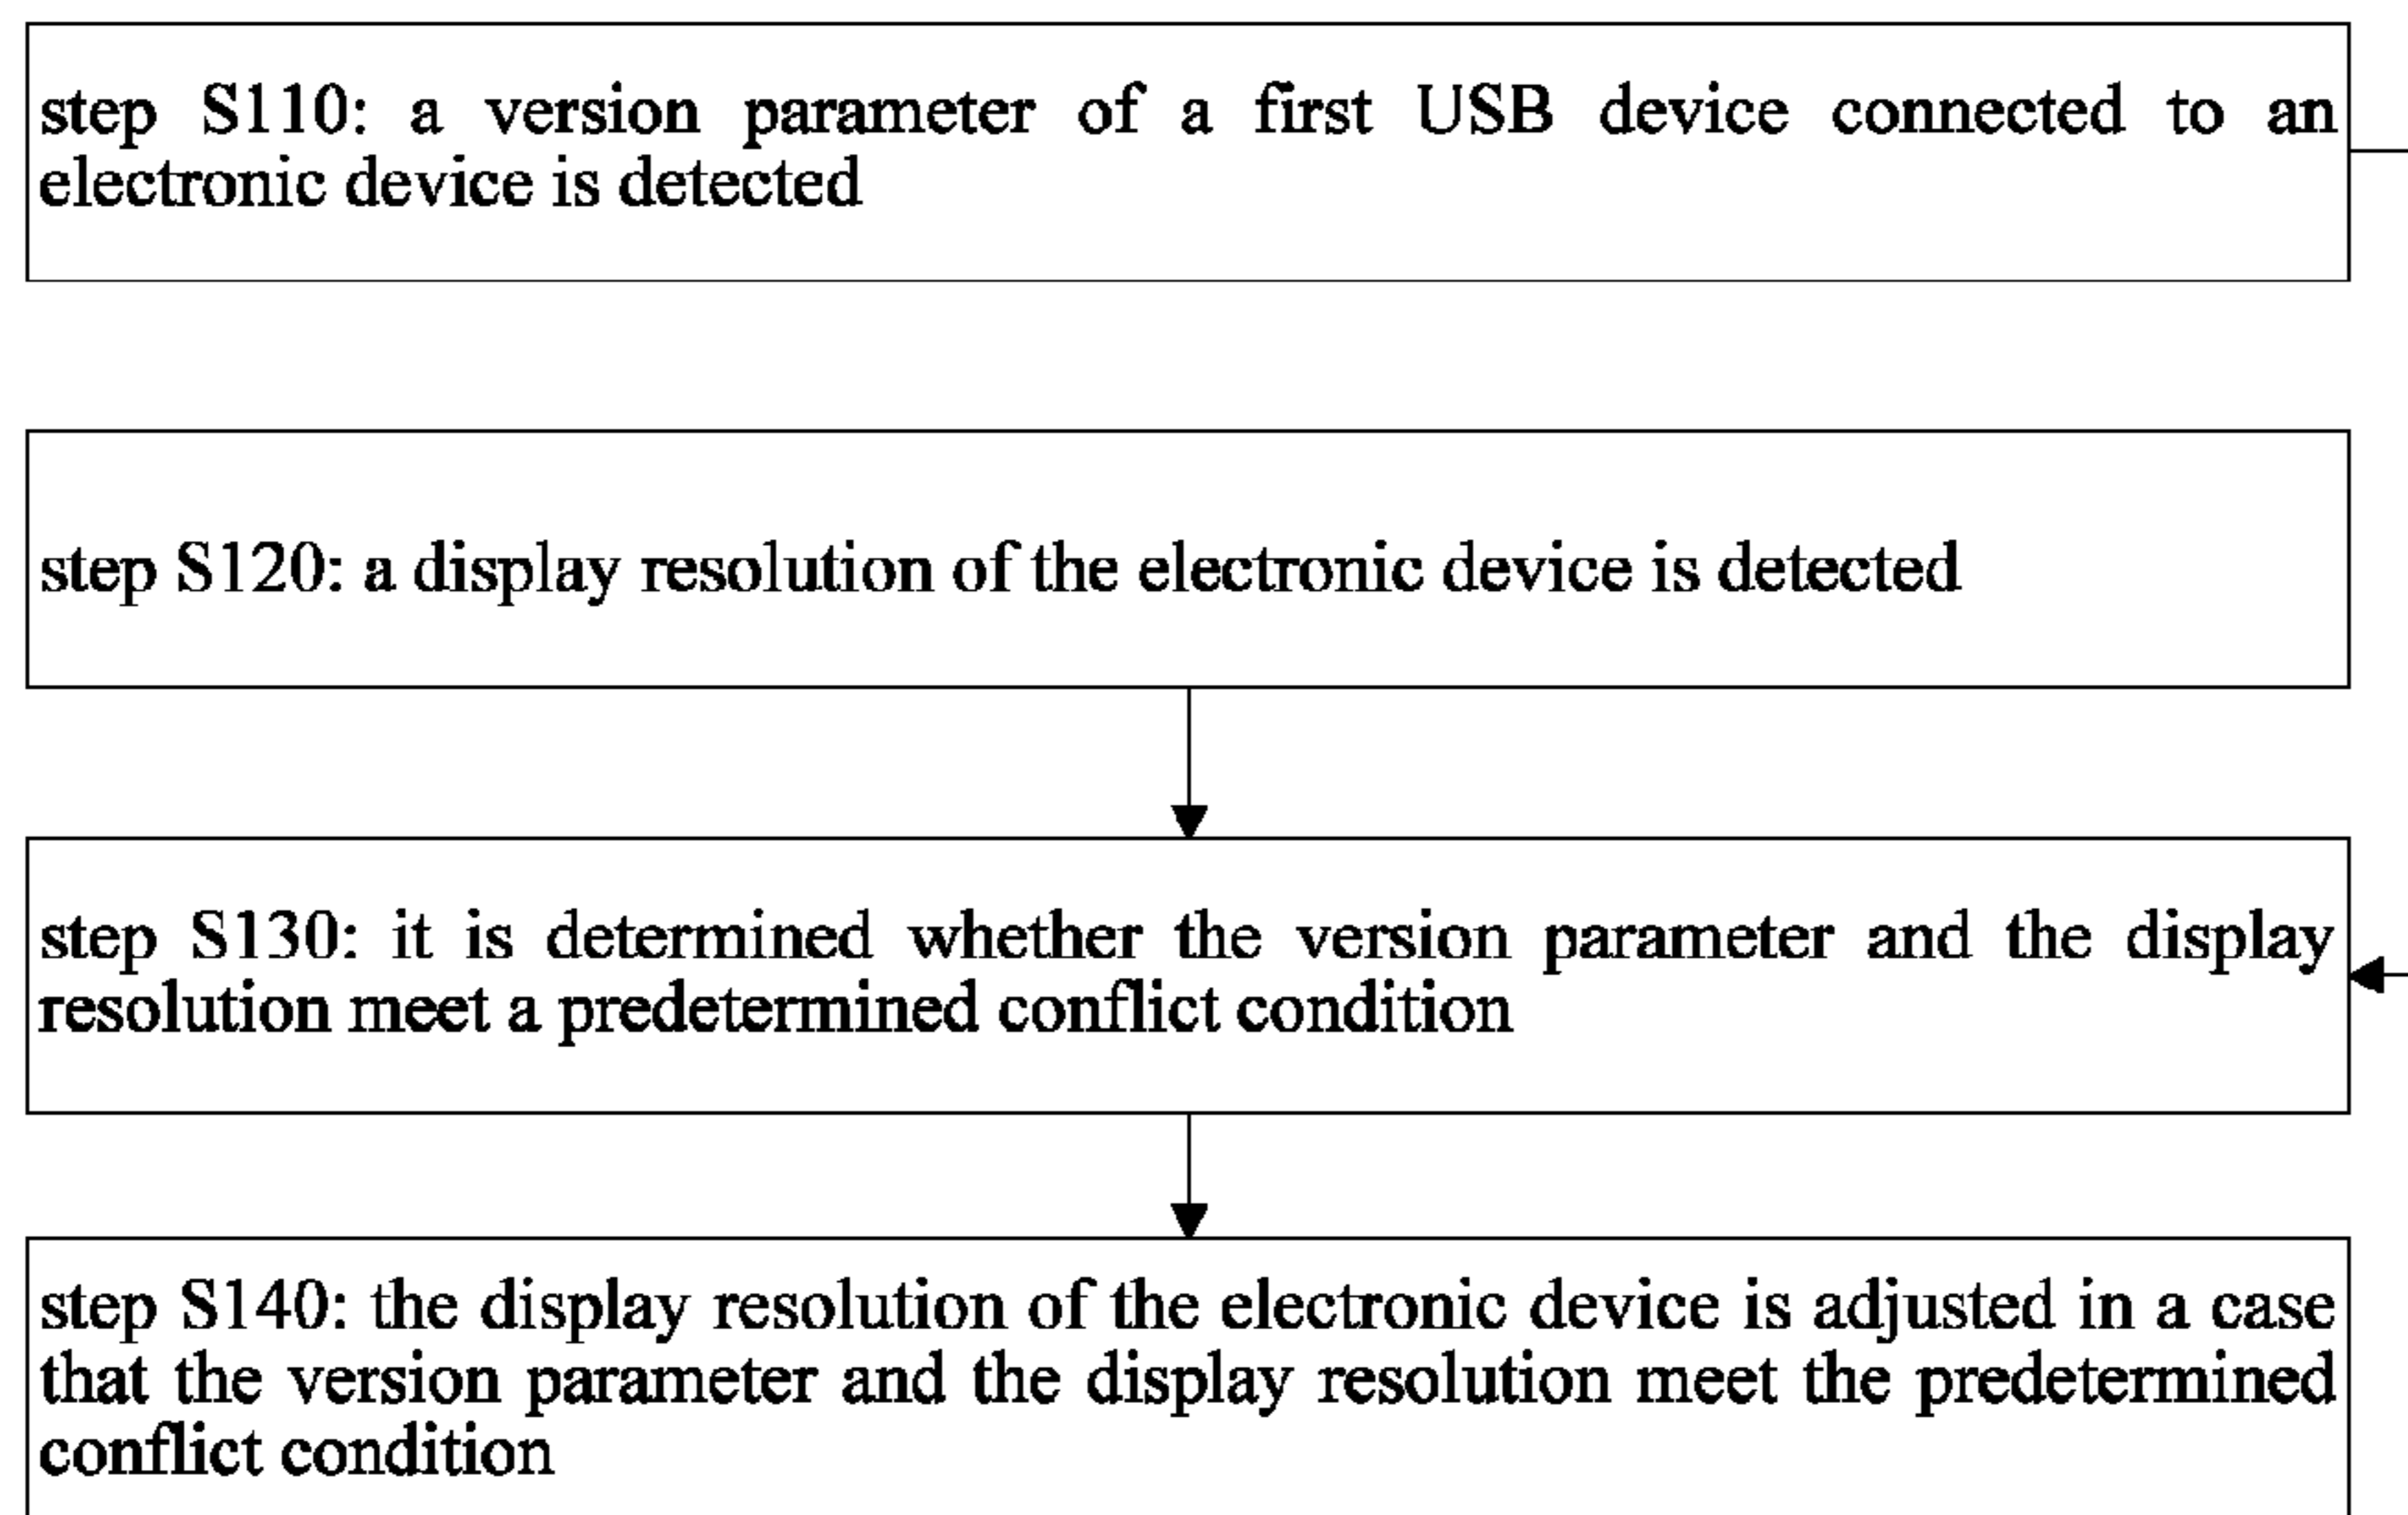 step S110: a version parameter of a first USB device connected to an
electronic device is detected
step S120: a display resolution of the electronic device is detected
step S130: it is determined whether the version parameter and the display
resolution meet a predetermined conflict condition
step S140: the display resolution of the electronic device is adjusted in a case
that the version parameter and the display resolution meet the predetermined
conflict condition